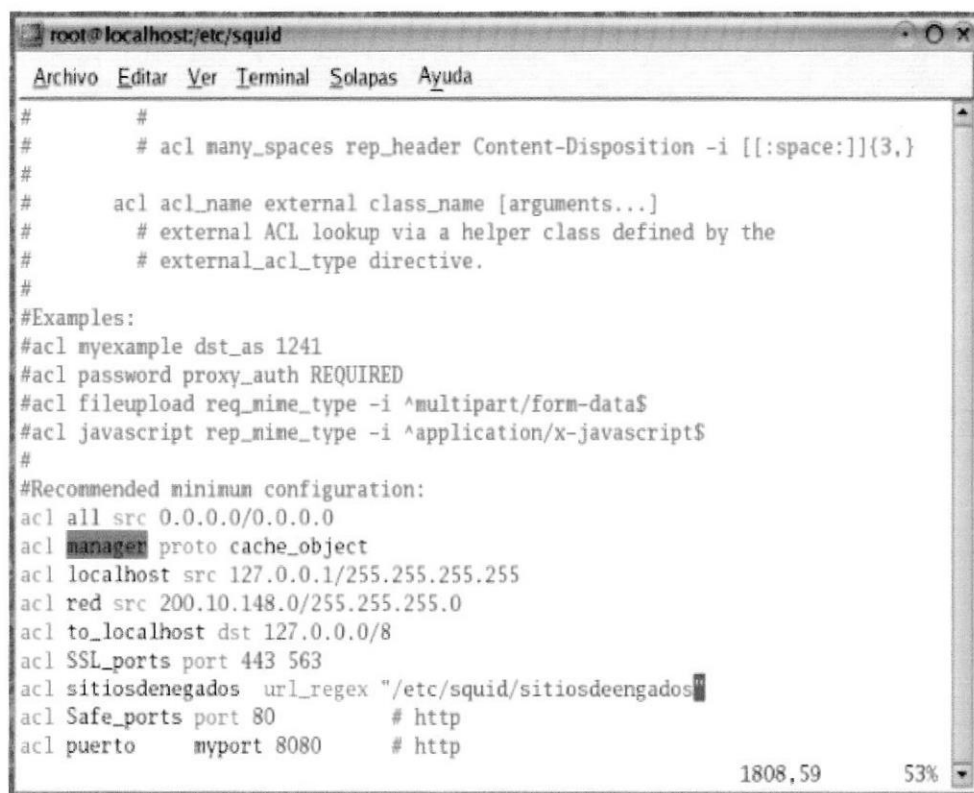 root@localhost:/etc/squid
Archivo Editar Ver Terminal Solapas Ayuda
# #
# # acl many_spaces rep_header Content-Disposition -i [[:space:]]{3,}
#
# acl acl_name external class_name [arguments...]
# # external ACL lookup via a helper class defined by the
# # external_acl_type directive.
#
#Examples:
#acl myexample dst_as 1241
#acl password proxy_auth REQUIRED
#acl fileupload req_mime_type -i ^multipart/form-data$
#acl javascript rep_mime_type -i ^application/x-javascript$
#
#Recommended minimum configuration:
acl all src 0.0.0.0/0.0.0.0
acl manager proto cache_object
acl localhost src 127.0.0.1/255.255.255.255
acl red src 200.10.148.0/255.255.255.0
acl to_localhost dst 127.0.0.0/8
acl SSL_ports port 443 563
acl sitiosdenegados url_regex "/etc/squid/sitiosdeengados"
acl Safe_ports port 80 # http
acl puerto myport 8080 # http
1808,59 53%